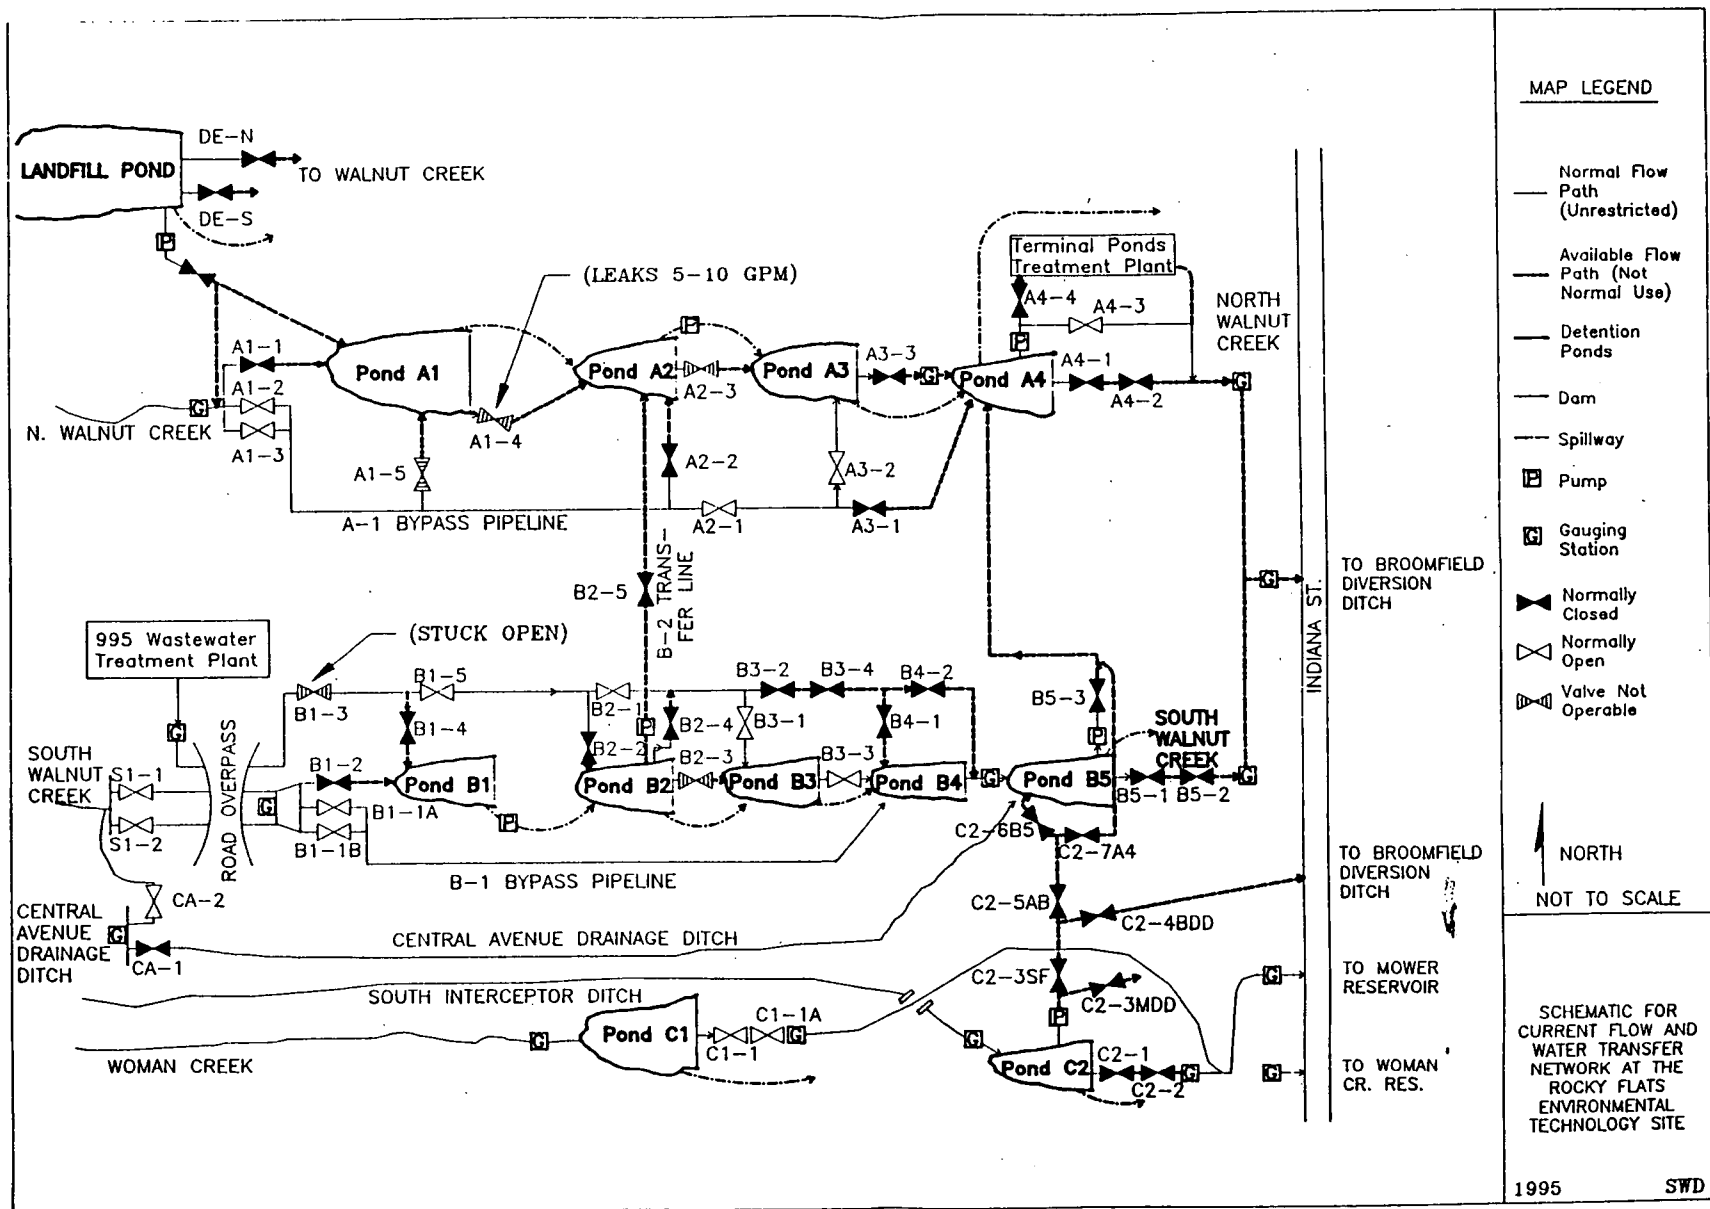 MAP LEGEND
Normal Flow
Path
(Unrestricted)
Available Flow
Path (Not
Normal Use)
Detention
Ponds
Dam
Spillway
P
Pump
G
Gauging
Station
Normally
Closed
Normally
Open
Valve Not
Operable
NORTH
NOT TO SCALE
SCHEMATIC FOR
CURRENT FLOW AND
WATER TRANSFER
NETWORK AT THE
ROCKY FLATS
ENVIRONMENTAL
TECHNOLOGY SITE
1995 SWD
LANDFILL POND
DE-N
TO WALNUT CREEK
DE-S
P
(LEAKS 5-10 GPM)
Terminal Ponds
Treatment Plant
A4-4
A4-3
P
NORTH
WALNUT
CREEK
A1-1
A1-2
G
N. WALNUT CREEK
A1-3
Pond A1
A1-4
A1-5
A-1 BYPASS PIPELINE
P
Pond A2
A2-3
A2-2
A2-1
Pond A3
A3-3
G
A3-2
A3-1
Pond A4
A4-1
A4-2
G
B-2 TRANS-
FER LINE
B2-5
G
TO BROOMFIELD
DIVERSION
DITCH
INDIANA ST.
995 Wastewater
Treatment Plant
(STUCK OPEN)
G
B1-3
B1-5
B1-4
B2-1
B2-2
P
B2-4
B3-2
B3-4
B4-2
B3-1
B4-1
B5-3
P
SOUTH
WALNUT
CREEK
SOUTH
WALNUT
CREEK
S1-1
S1-2
ROAD OVERPASS
G
B1-2
B1-1A
B1-1B
Pond B1
P
Pond B2
B2-3
Pond B3
B3-3
Pond B4
G
Pond B5
B5-1
B5-2
G
C2-6B5
C2-7A4
B-1 BYPASS PIPELINE
CA-2
CENTRAL
AVENUE
DRAINAGE
DITCH
G
CA-1
CENTRAL AVENUE DRAINAGE DITCH
C2-5AB
C2-4BDD
TO BROOMFIELD
DIVERSION
DITCH
SOUTH INTERCEPTOR DITCH
C2-3SF
C2-3MDD
P
G
TO MOWER
RESERVOIR
WOMAN CREEK
G
Pond C1
C1-1
C1-1A
G
G
Pond C2
C2-1
C2-2
G
G
TO WOMAN
CR. RES.